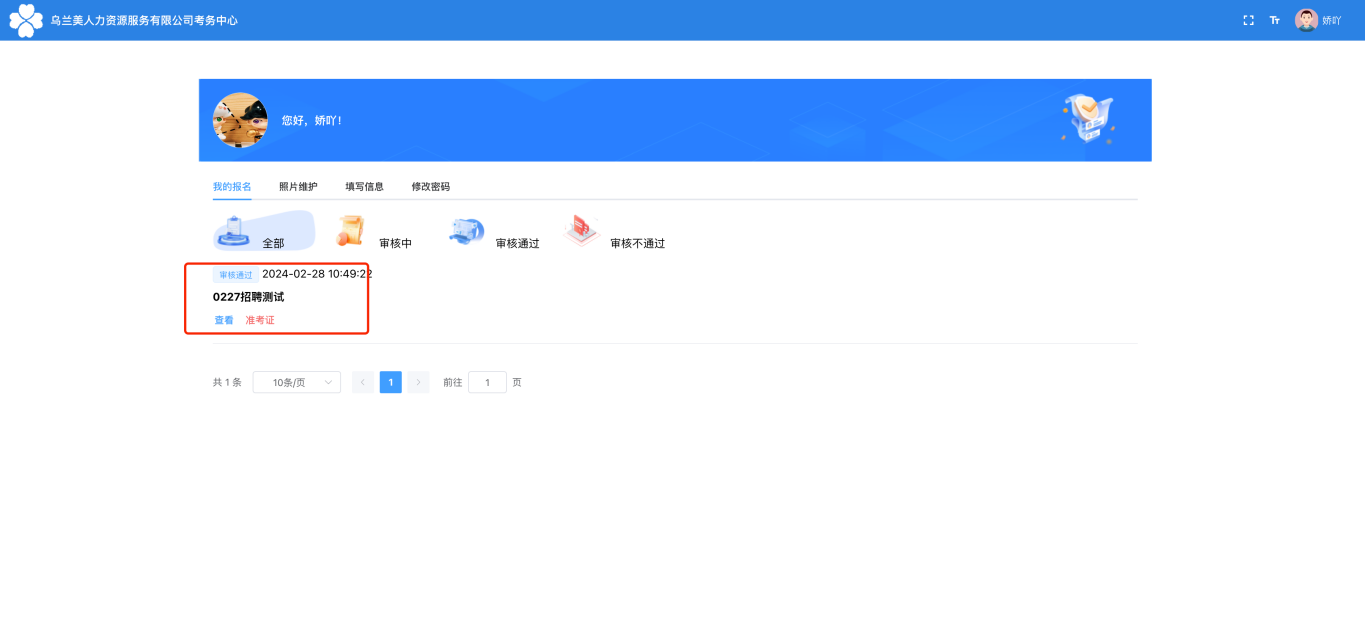 乌兰美人力资源服务有限公司考务中心
娇吖
您好，娇吖！
我的报名 照片维护 填写信息 修改密码
全部 审核中 审核通过 审核不通过
审核通过 2024-02-28 10:49:22
0227招聘测试
查看 准考证
共 1 条 10条/页 1 前往 1 页